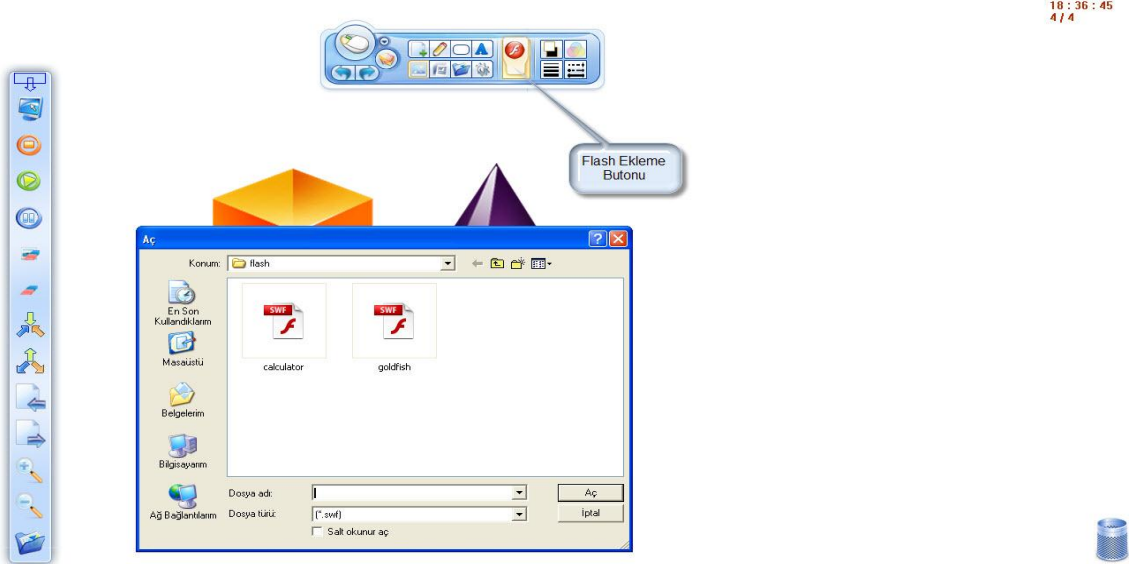 18 : 36 : 45
4 / 4
A
Flash Ekleme
Butonu
Aç
Konum: flash
En Son
Kullandıklarım
Masaüstü
Belgelerim
Bilgisayarım
Ağ Bağlantılarım
SWF SWF
calculator goldfish
Dosya adı: Aç
Dosya türü: (*.swf) İptal
Salt okunur aç